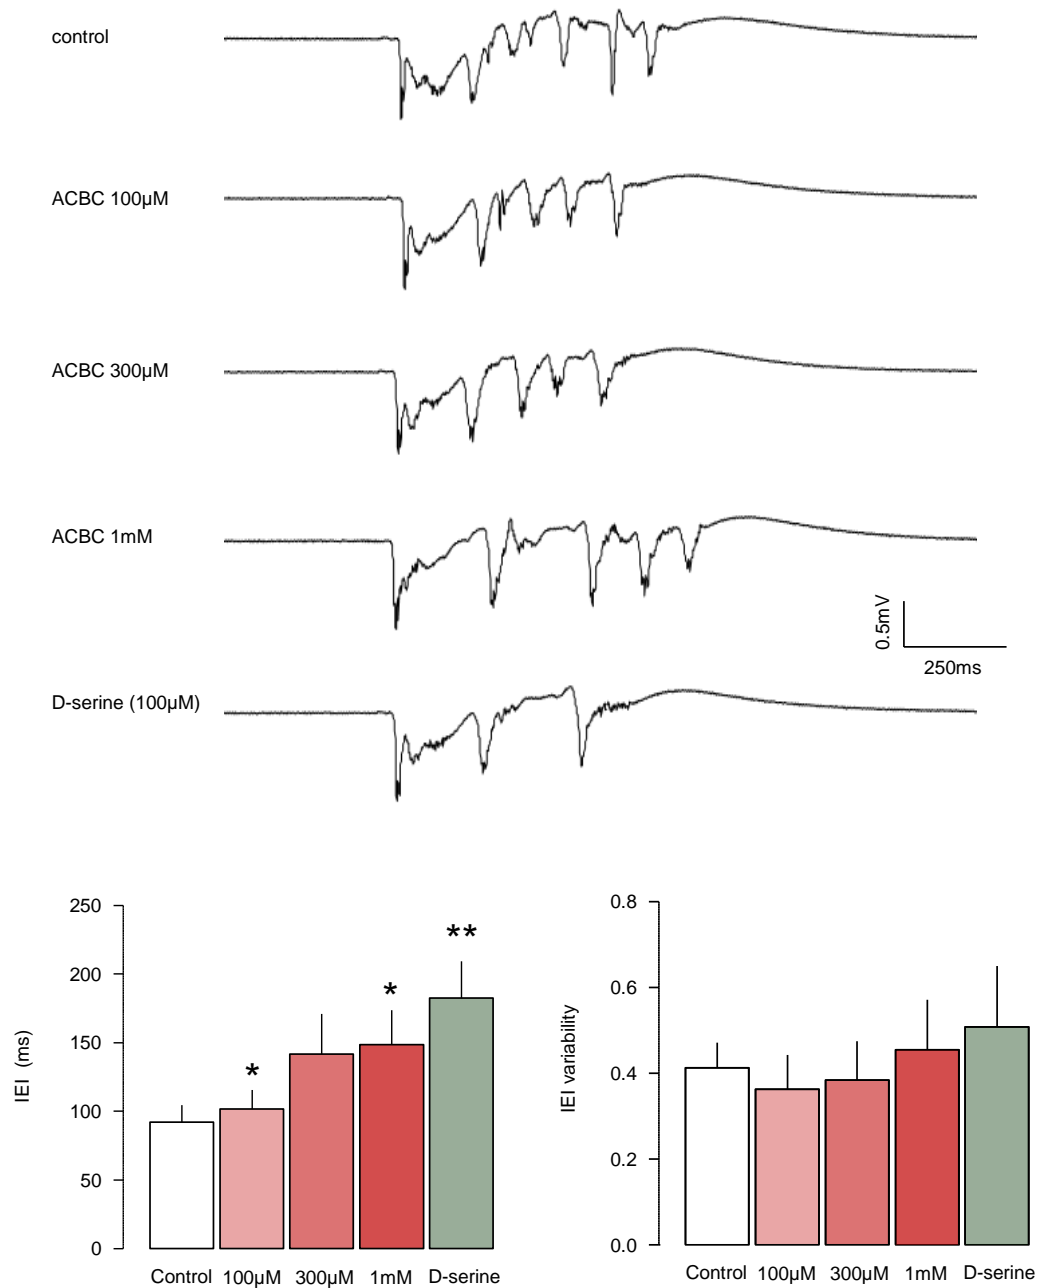 control
ACBC 100µM
ACBC 300µM
ACBC 1mM
0.5mV
250ms
D-serine (100µM)
250
200
150
100
50
0
IEI (ms)
*
*
**
Control 100µM 300µM 1mM D-serine
0.8
0.6
0.4
0.2
0.0
IEI variability
Control 100µM 300µM 1mM D-serine